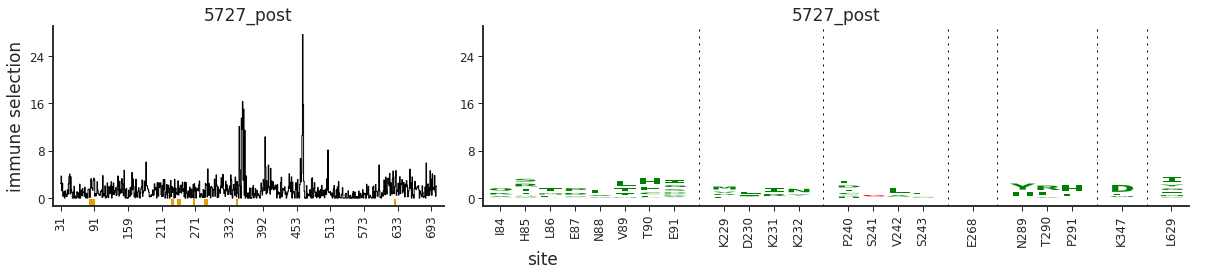 5727_post
5727_post
immune selection
24
16
8
0
24
16
8
0
31 91 159 211 271 332 392 453 513 573 633 693
I84 H85 L86 E87 N88 V89 T90 E91 K229 D230 K231 K232 P240 S241 V242 S243 E268 N289 T290 P291 K347 L629
site